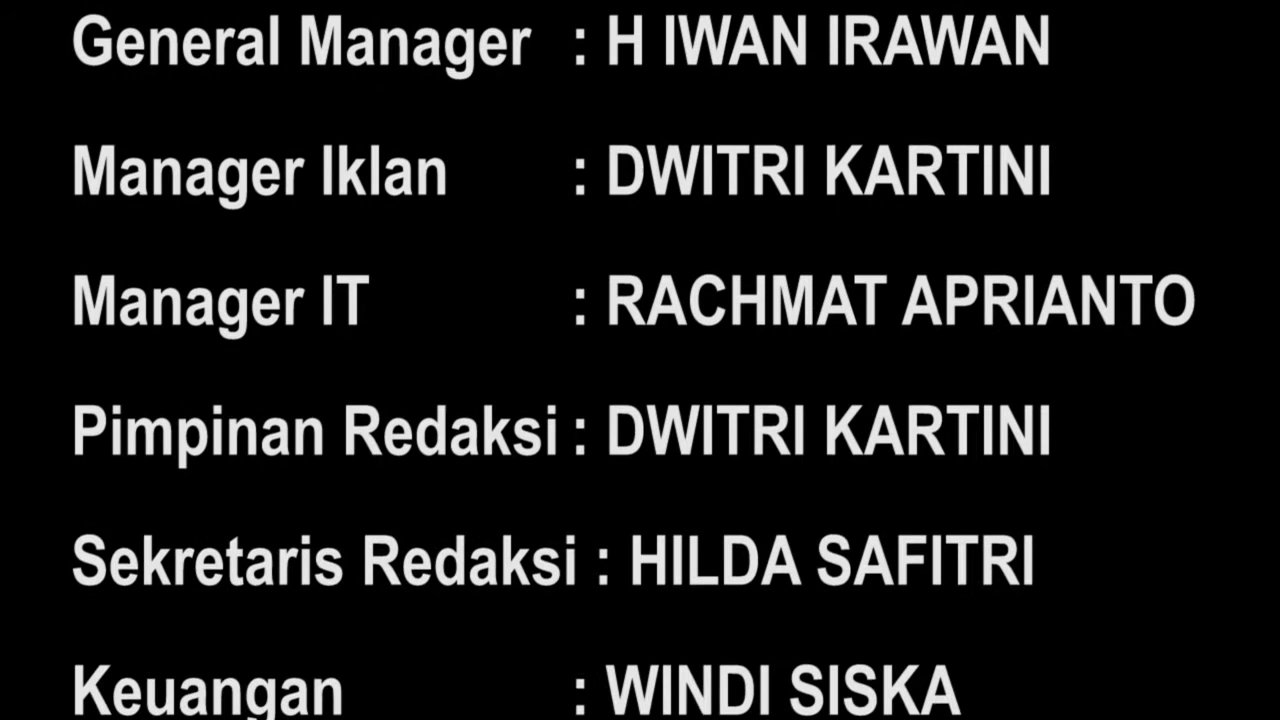 General Manager : H IWAN IRAWAN
Manager Iklan : DWITRI KARTINI
Manager IT : RACHMAT APRIANTO
Pimpinan Redaksi : DWITRI KARTINI
Sekretaris Redaksi : HILDA SAFITRI
Keuangan : WINDI SISKA